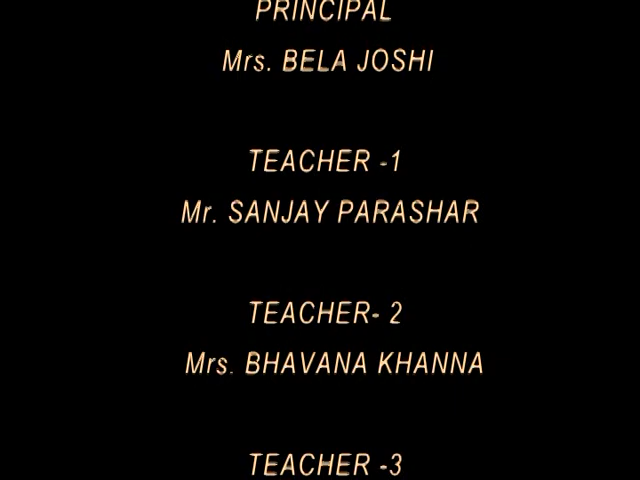 PRINCIPAL
Mrs. BELA JOSHI
TEACHER -1
Mr. SANJAY PARASHAR
TEACHER- 2
Mrs. BHAVANA KHANNA
TEACHER -3